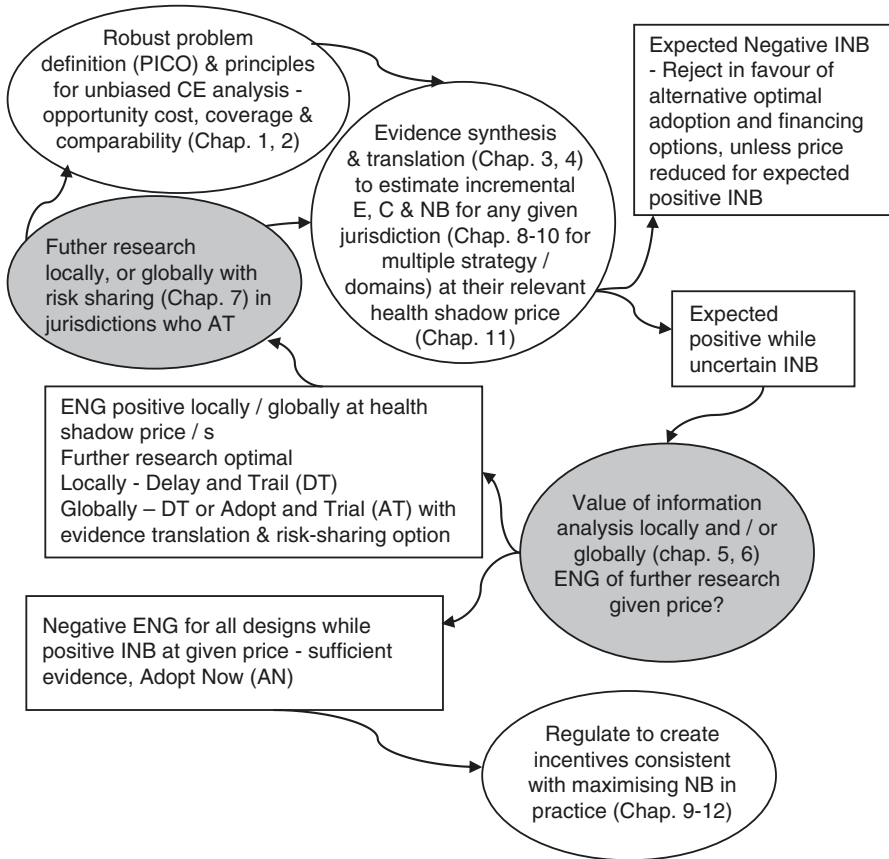 Robust problem
definition (PICO) & principles
for unbiased CE analysis -
opportunity cost, coverage &
comparability (Chap. 1, 2)
Expected Negative INB
- Reject in favour of
alternative optimal
adoption and financing
options, unless price
reduced for expected
positive INB
Evidence synthesis
& translation (Chap. 3, 4)
to estimate incremental
E, C & NB for any given
jurisdiction (Chap. 8-10 for
multiple strategy /
domains) at their relevant
health shadow price
(Chap. 11)
Futher research
locally, or globally with
risk sharing (Chap. 7) in
jurisdictions who AT
Expected
positive while
uncertain INB
ENG positive locally / globally at health
shadow price / s
Further research optimal
Locally - Delay and Trail (DT)
Globally – DT or Adopt and Trial (AT) with
evidence translation & risk-sharing option
Value of information
analysis locally and / or
globally (chap. 5, 6)
ENG of further research
given price?
Negative ENG for all designs while
positive INB at given price - sufficient
evidence, Adopt Now (AN)
Regulate to create
incentives consistent
with maximising NB in
practice (Chap. 9-12)